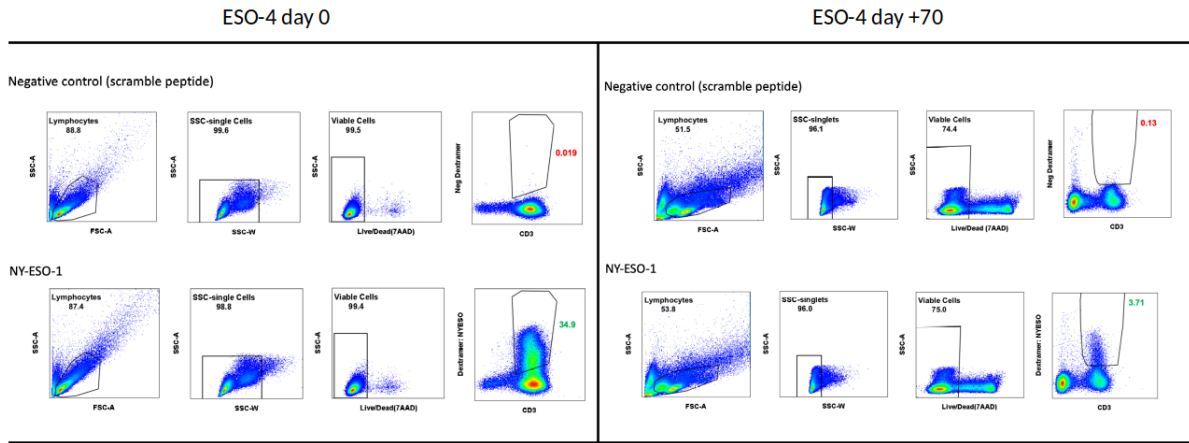 ESO-4 day 0
ESO-4 day +70
Negative control (scramble peptide)
Lymphocytes
88.8
SSC-A
FSC-A
SSC-single Cells
99.6
SSC-A
SSC-W
Viable Cells
99.5
SSC-A
Live/Dead(7AAD)
0.019
Neg Dextramer
CD3
NY-ESO-1
Lymphocytes
87.4
SSC-A
FSC-A
SSC-single Cells
98.8
SSC-A
SSC-W
Viable Cells
99.4
SSC-A
Live/Dead(7AAD)
34.9
Dextramer: NYESO
CD3
Negative control (scramble peptide)
Lymphocytes
51.5
SSC-A
FSC-A
SSC-singlets
96.1
SSC-A
SSC-W
Viable Cells
74.4
SSC-A
Live/Dead (7AAD)
0.13
Neg Dextramer
CD3
NY-ESO-1
Lymphocytes
53.8
SSC-A
FSC-A
SSC-singlets
96.0
SSC-A
SSC-W
Viable Cells
75.0
SSC-A
Live/Dead(7AAD)
3.71
Dextramer: NYESO
CD3